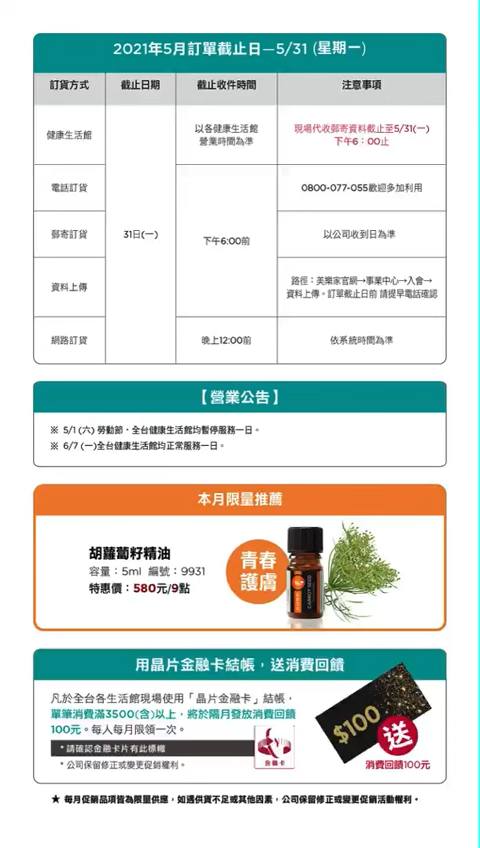 2021年5月訂單截止日—5/31 (星期一)
訂貨方式 截止日期 截止收件時間 注意事項
健康生活館
以各健康生活館
營業時間為準
現場代收郵寄資料截止至5/31(一)
下午6：00止
電話訂貨
0800-077-055歡迎多加利用
郵寄訂貨
31日(一)
下午6:00前
以公司收到日為準
資料上傳
路徑：美樂家官網→事業中心→入會→
資料上傳。訂單截止日前 請提早電話確認
網路訂貨
晚上12:00前
依系統時間為準
【營業公告】
※ 5/1 (六) 勞動節，全台健康生活館均暫停服務一日。
※ 6/7 (一)全台健康生活館均正常服務一日。
本月限量推薦
胡蘿蔔籽精油
容量：5ml 編號：9931
特惠價：580元/9點
青春
護膚
CARROT SEED
用晶片金融卡結帳，送消費回饋
凡於全台各生活館現場使用「晶片金融卡」結帳，
單筆消費滿3500(含)以上，將於隔月發放消費回饋
100元。每人每月限領一次。
*請確認金融卡片有此標幟
*公司保留修正或變更促銷權利。
金融卡
$100
送
消費回饋100元
★ 每月促銷品項皆為限量供應，如遇供貨不足或其他因素，公司保留修正或變更促銷活動權利。